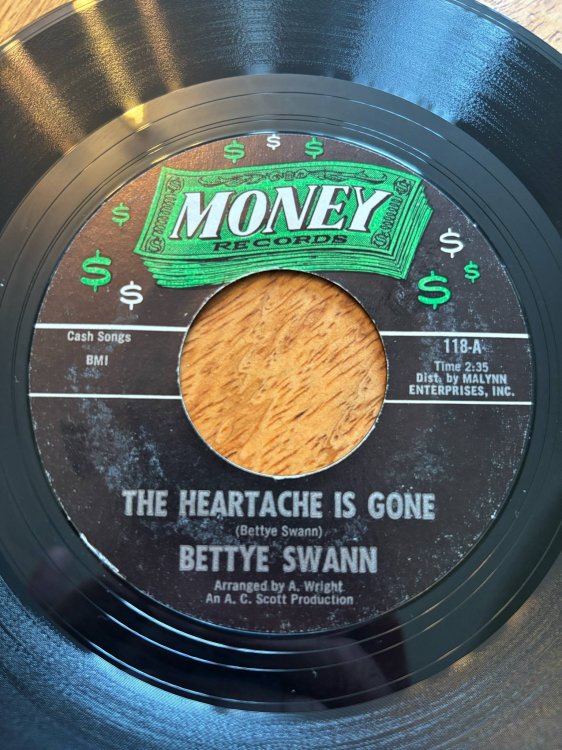 $ $ $
MONEY
RECORDS
$ $
$ $ $ $
Cash Songs
BMI
118-A
Time 2:35
Dist. by MALYNN
ENTERPRISES, INC.
THE HEARTACHE IS GONE
(Bettye Swann)
BETTYE SWANN
Arranged by A. Wright
An A. C. Scott Production